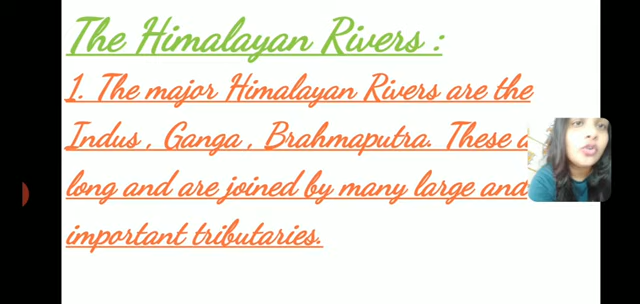 The Himalayan Rivers :
1. The major Himalayan Rivers are the
Indus , Ganga , Brahmaputra. These
long and are joined by many large and
important tributaries.